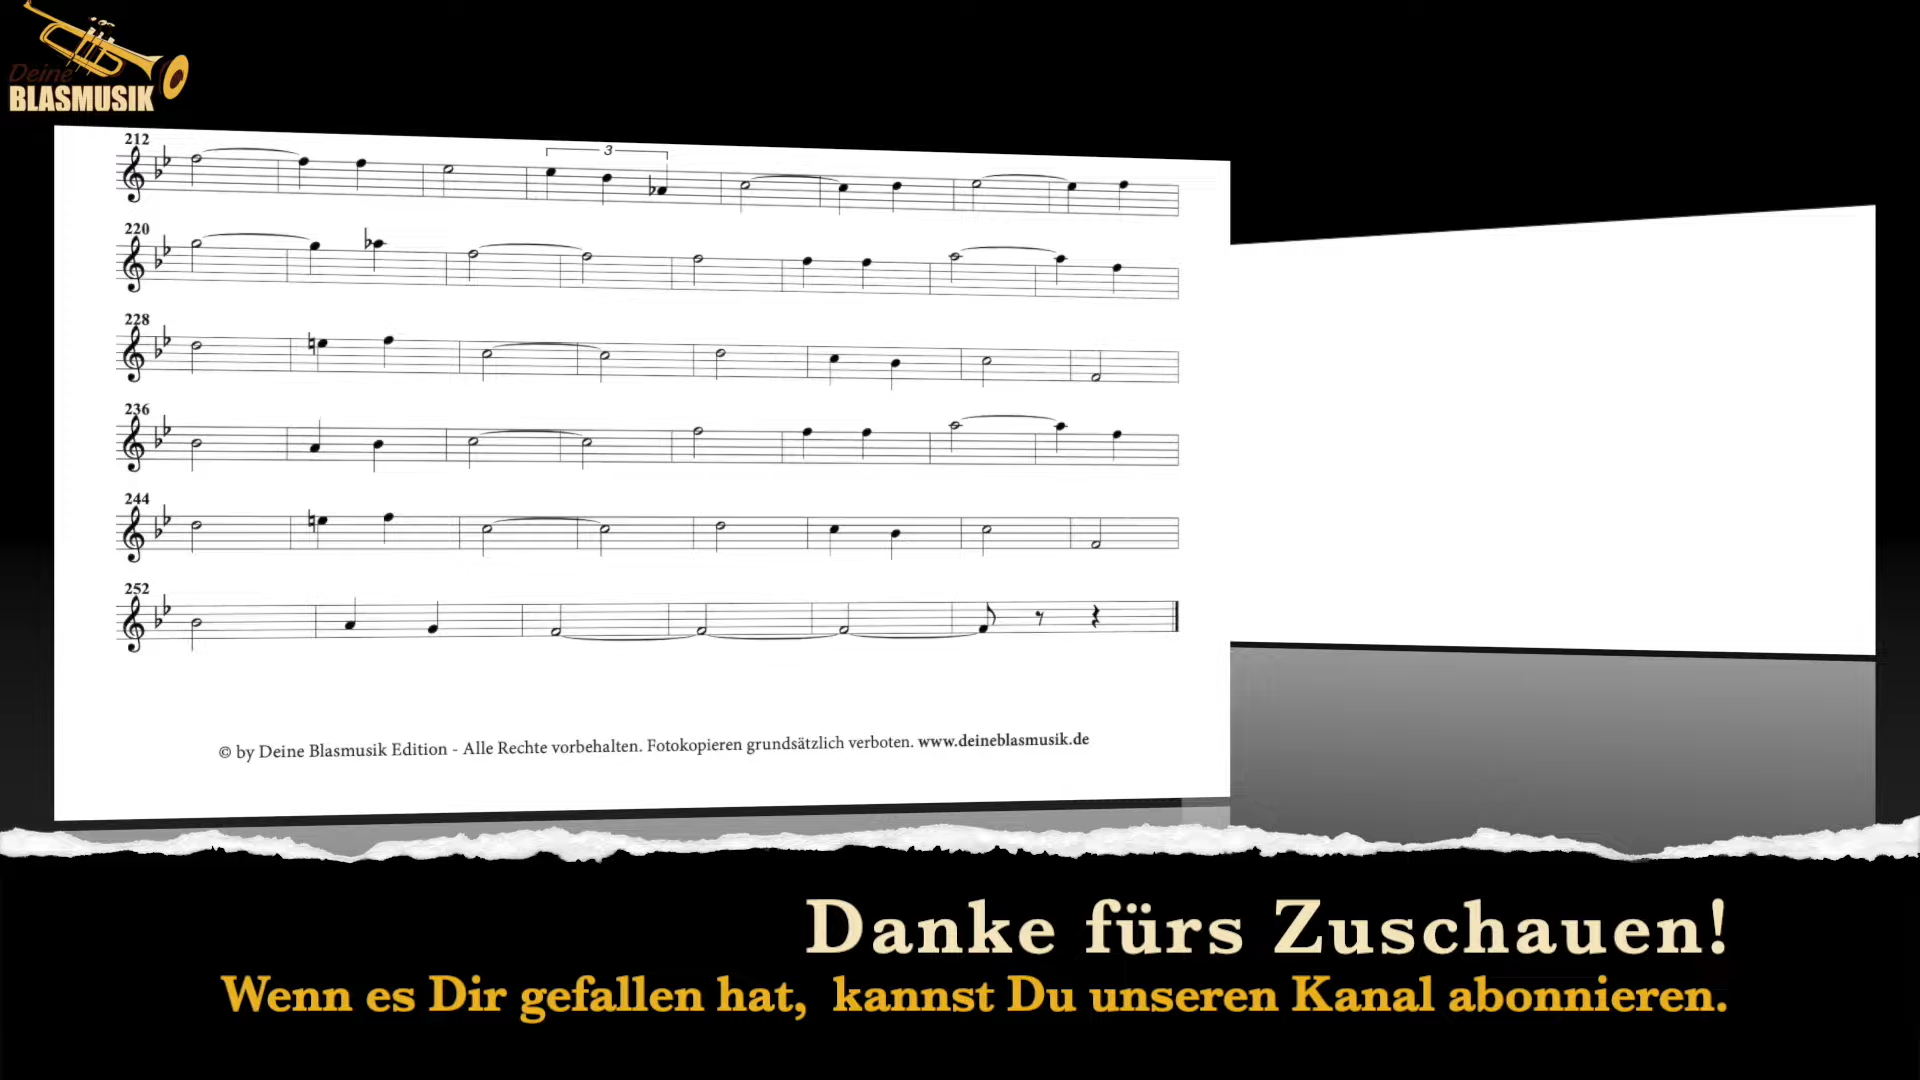 Deine
BLASMUSIK
212
3
220
228
236
244
252
© by Deine Blasmusik Edition - Alle Rechte vorbehalten. Fotokopieren grundsätzlich verboten. www.deineblasmusik.de
Danke fürs Zuschauen!
Wenn es Dir gefallen hat, kannst Du unseren Kanal abonnieren.